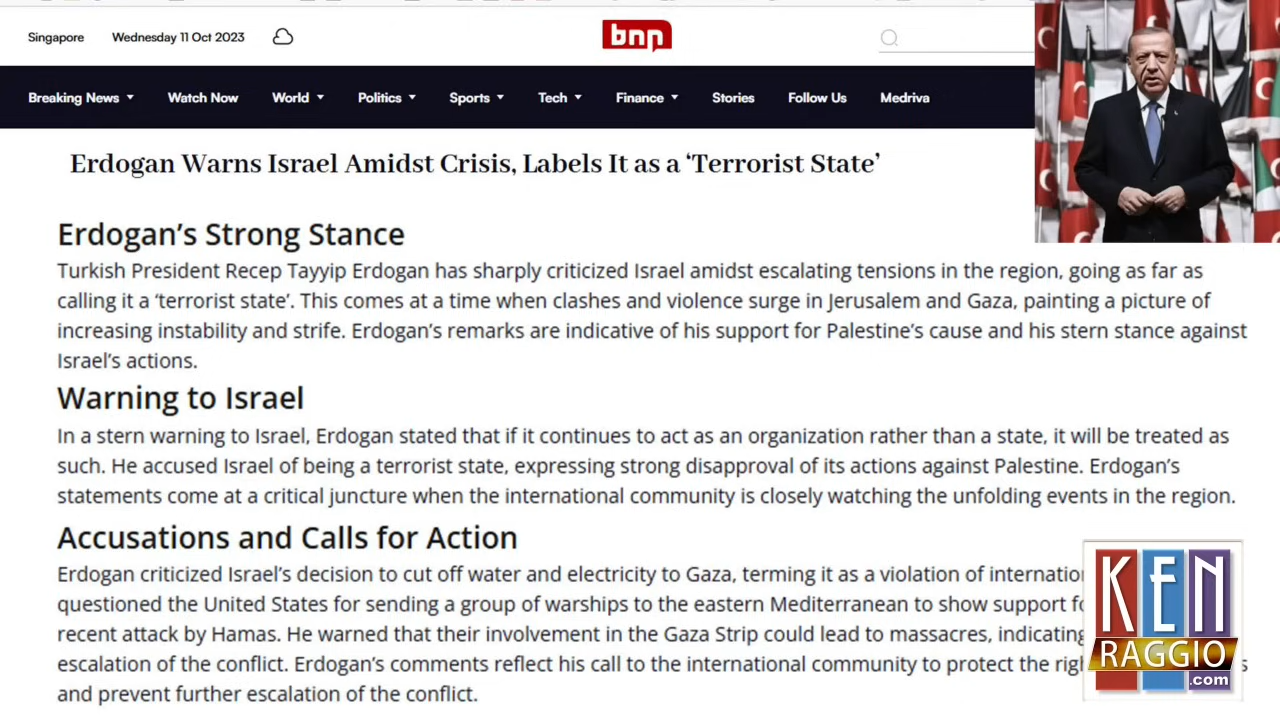 Singapore Wednesday 11 Oct 2023
bnn
Breaking News Watch Now World Politics Sports Tech Finance Stories Follow Us Medriva
Erdogan Warns Israel Amidst Crisis, Labels It as a ‘Terrorist State’
Erdogan’s Strong Stance
Turkish President Recep Tayyip Erdogan has sharply criticized Israel amidst escalating tensions in the region, going as far as
calling it a ‘terrorist state’. This comes at a time when clashes and violence surge in Jerusalem and Gaza, painting a picture of
increasing instability and strife. Erdogan’s remarks are indicative of his support for Palestine’s cause and his stern stance against
Israel’s actions.
Warning to Israel
In a stern warning to Israel, Erdogan stated that if it continues to act as an organization rather than a state, it will be treated as
such. He accused Israel of being a terrorist state, expressing strong disapproval of its actions against Palestine. Erdogan’s
statements come at a critical juncture when the international community is closely watching the unfolding events in the region.
Accusations and Calls for Action
Erdogan criticized Israel’s decision to cut off water and electricity to Gaza, terming it as a violation of
questioned the United States for sending a group of warships to the eastern Mediterranean to show support
recent attack by Hamas. He warned that their involvement in the Gaza Strip could lead to massacres, indicating
escalation of the conflict. Erdogan’s comments reflect his call to the international community to protect the
and prevent further escalation of the conflict.
KEN
RAGGIO
.com